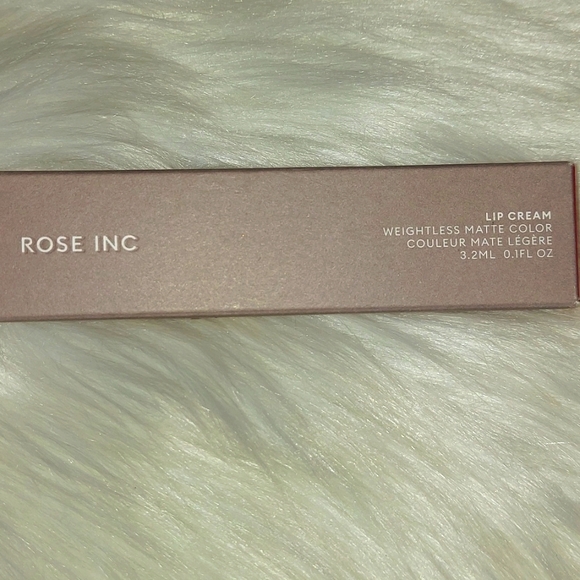 ROSE INC
LIP CREAM
WEIGHTLESS MATTE COLOR
COULEUR MATE LÉGÈRE
3.2ML 0.1FL OZ